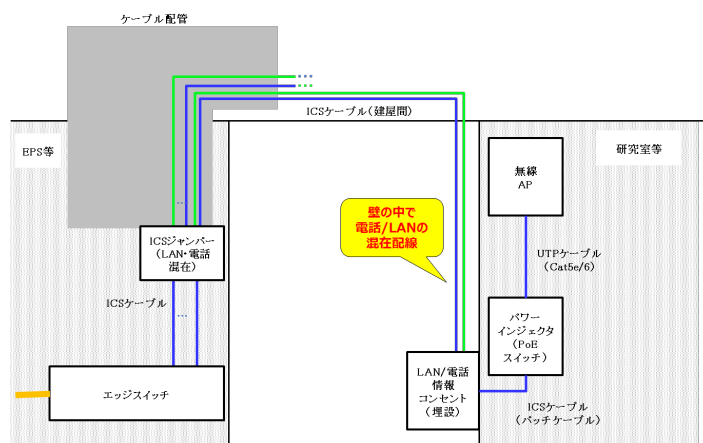 ケーブル配管
ICSケーブル（建屋間）
EPS等
研究室等
無線
AP
壁の中で
電話/LANの
混在配線
ICSジャンパー
（LAN・電話
混在）
UTPケーブル
（Cat5e/6）
ICSケーブル
パワー
インジェクタ
（PoE
スイッチ）
LAN/電話
情報
コンセント
（埋設）
エッジスイッチ
ICSケーブル
（パッチケーブル）